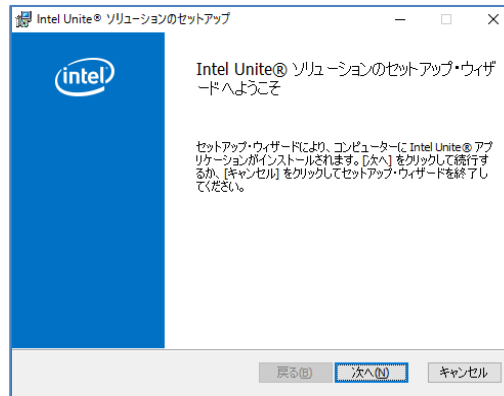 Intel Unite® ソリューションのセットアップ
intel
Intel Unite® ソリューションのセットアップ・ウィザ
ードへようこそ
セットアップ・ウィザードにより、コンピューターに Intel Unite® アプ
リケーションがインストールされます。[次へ] をクリックして続行す
るか、[キャンセル] をクリックしてセットアップ・ウィザードを終了し
てください。
戻る(B) 次へ(N) キャンセル